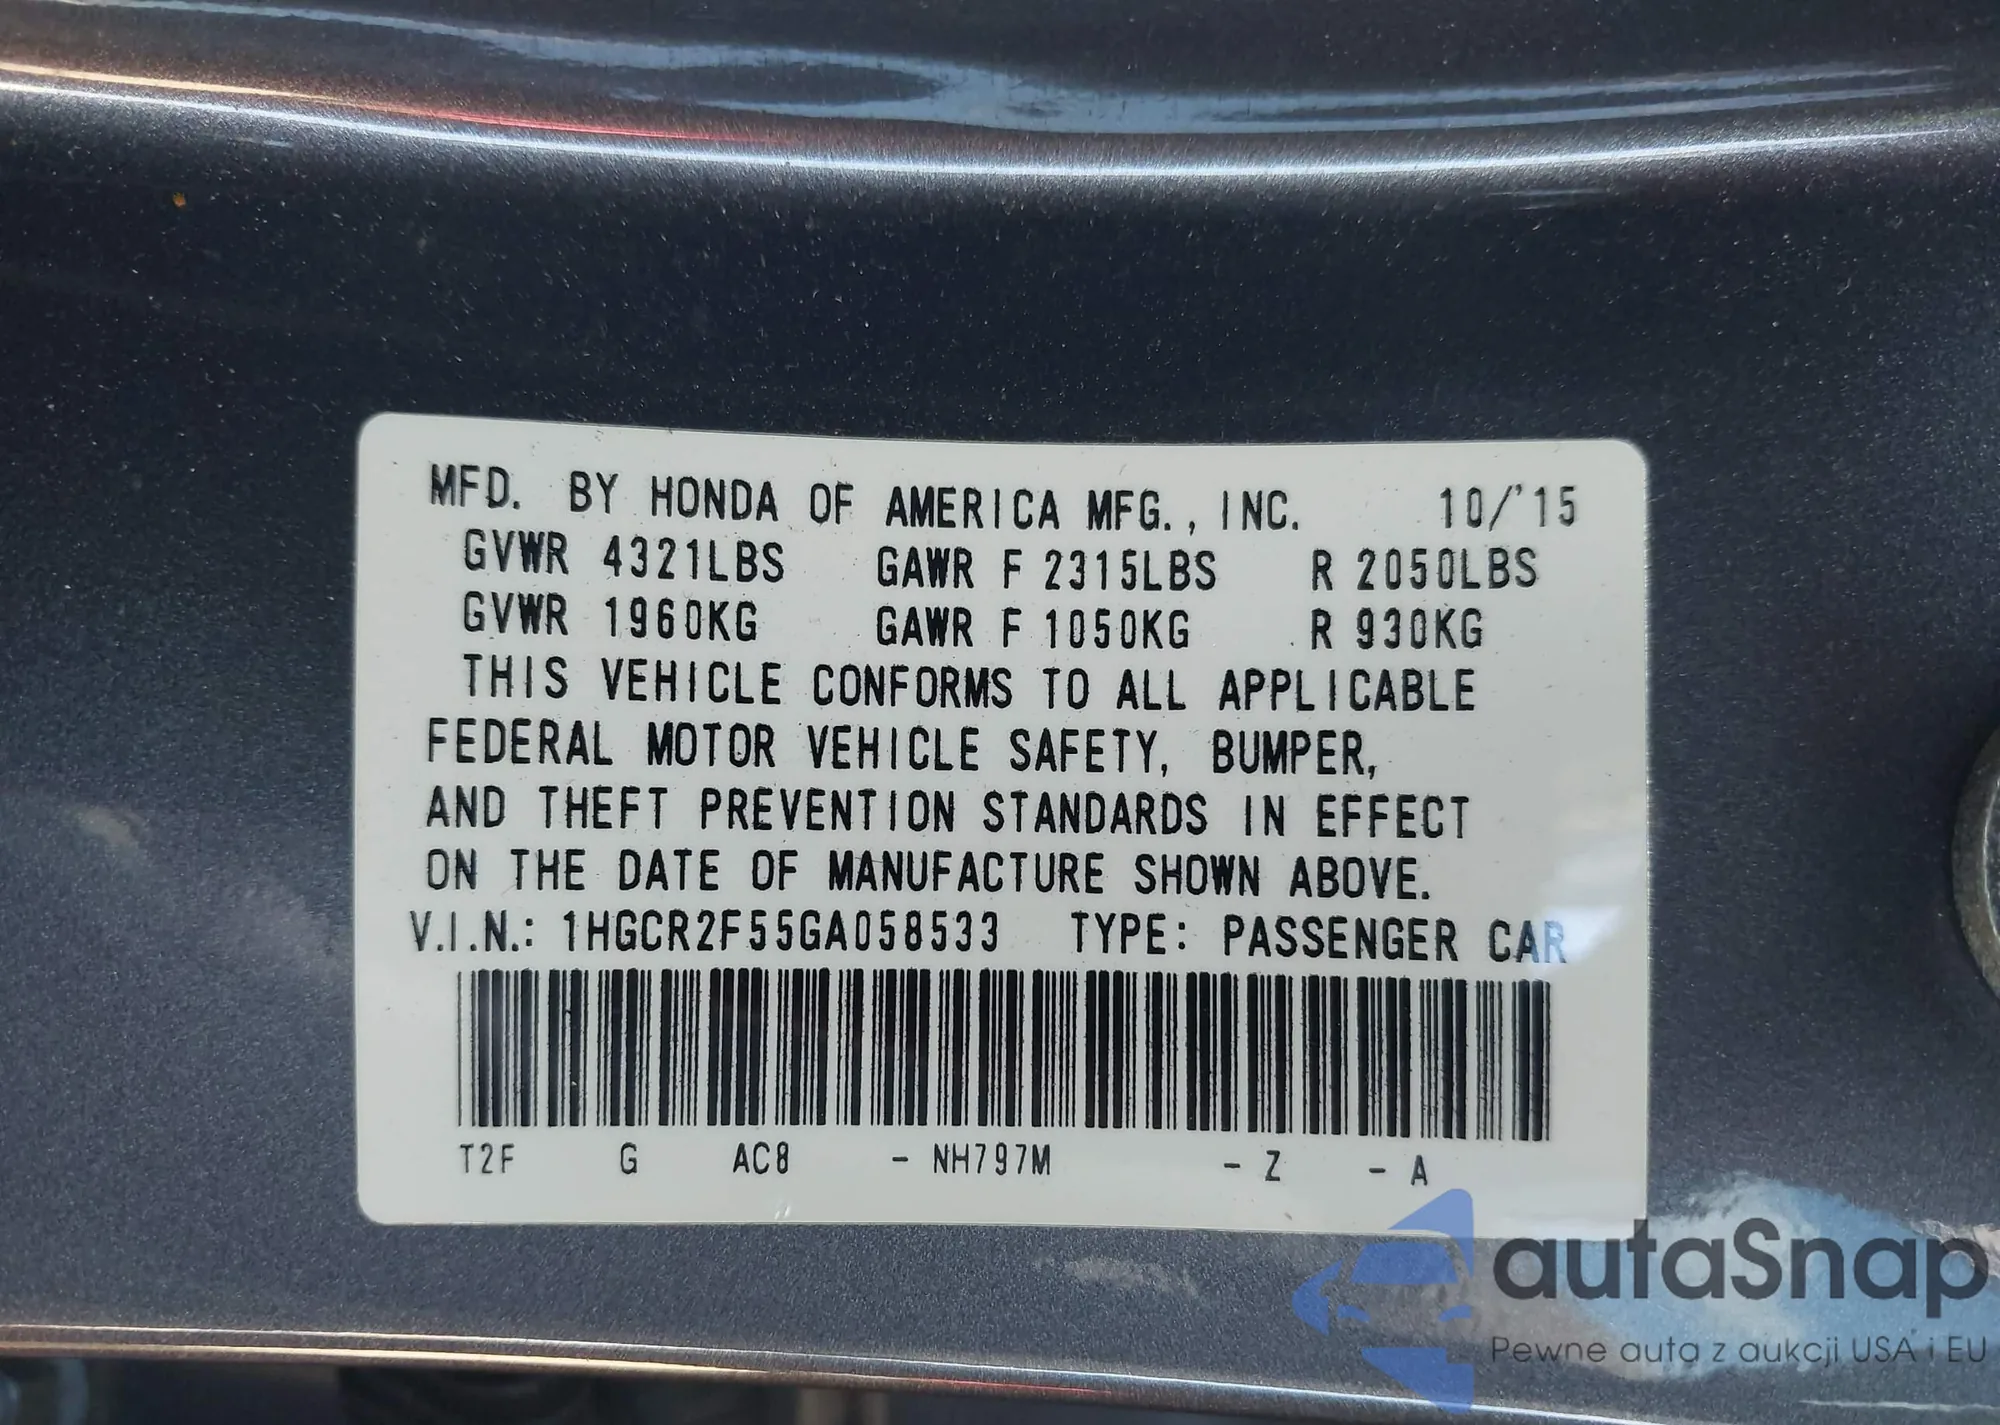 MFD. BY HONDA OF AMERICA MFG., INC. 10/'15
GVWR 4321LBS GAWR F 2315LBS R 2050LBS
GVWR 1960KG GAWR F 1050KG R 930KG
THIS VEHICLE CONFORMS TO ALL APPLICABLE
FEDERAL MOTOR VEHICLE SAFETY, BUMPER,
AND THEFT PREVENTION STANDARDS IN EFFECT
ON THE DATE OF MANUFACTURE SHOWN ABOVE.
V.I.N.: 1HGCR2F55GA058533 TYPE: PASSENGER CAR
T2F G AC8 - NH797M - Z - A
autaSnap
Pewne auta z aukcji USA i EU